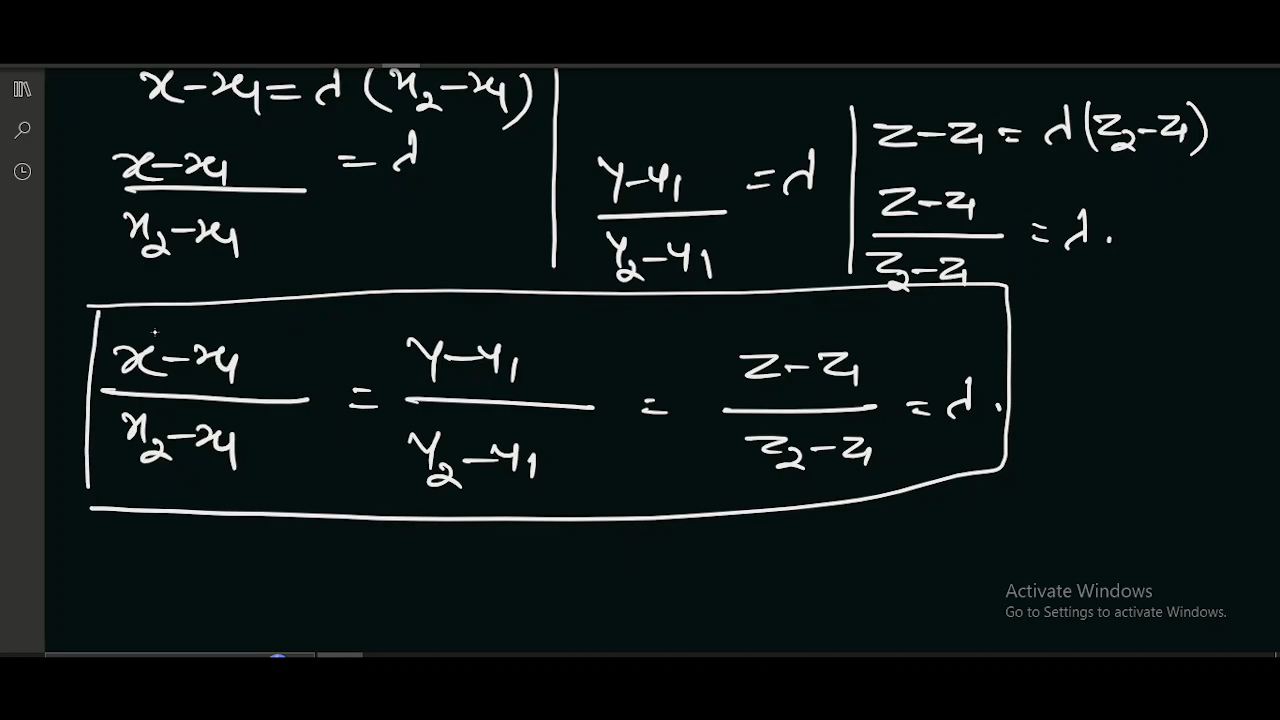 x-x₁ = λ(x₂-x₁)
(x-x₁)/(x₂-x₁) = λ
(y-y₁)/(y₂-y₁) = λ
z-z₁ = λ(z₂-z₁)
(z-z₁)/(z₂-z₁) = λ.
(x-x₁)/(x₂-x₁) = (y-y₁)/(y₂-y₁) = (z-z₁)/(z₂-z₁) = λ.
Activate Windows
Go to Settings to activate Windows.